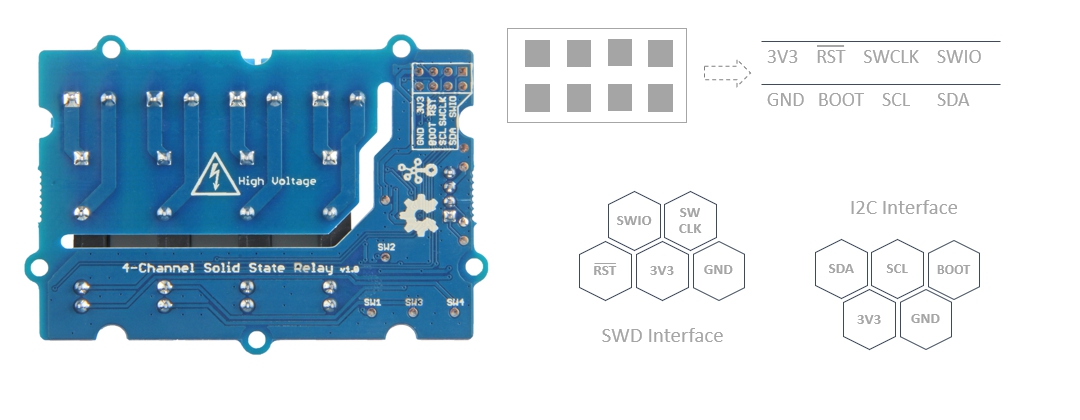 3V3 RST SWCLK SWIO
GND BOOT SCL SDA
GND 3V3
BOOT RST
SCL SWCLK
SDA SWIO
High Voltage
SW2
4-Channel Solid State Relay v1.0
SW1 SW3 SW4
SWIO
SW
CLK
RST 3V3 GND
SWD Interface
I2C Interface
SDA SCL BOOT
3V3 GND